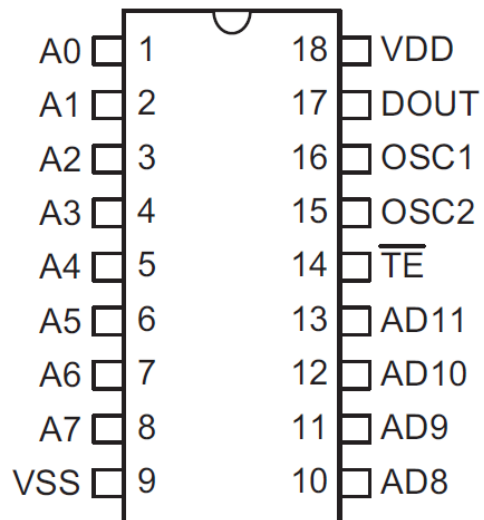 A0 1 18 VDD
A1 2 17 DOUT
A2 3 16 OSC1
A3 4 15 OSC2
A4 5 14 T̅E̅
A5 6 13 AD11
A6 7 12 AD10
A7 8 11 AD9
VSS 9 10 AD8